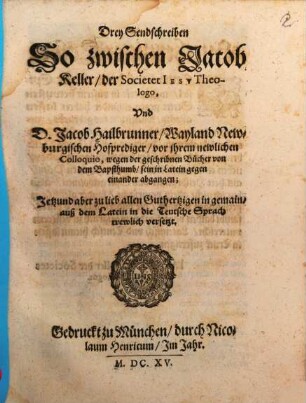 Drey Sendschreiben
So zwischen Jacob
Keller/ der Societet IESV Theo-
logo,
Vnd
D. Jacob Hailbrunner/ Wayland New-
burgischen Hofprediger/ vor jhrem newlichen
Colloquio, wegen der geschribnen Bücher von
dem Bapsthumb/ sein in Latein gegen
einander abgangen;
Jetzund aber zu lieb allen Guthertzigen in gemain/
auß dem Latein in die Teutsche Sprach
trewlich versetzt.
Gedruckt zu München/ durch Nico-
laum Henricum/ Im Jahr.
M. DC. XV.